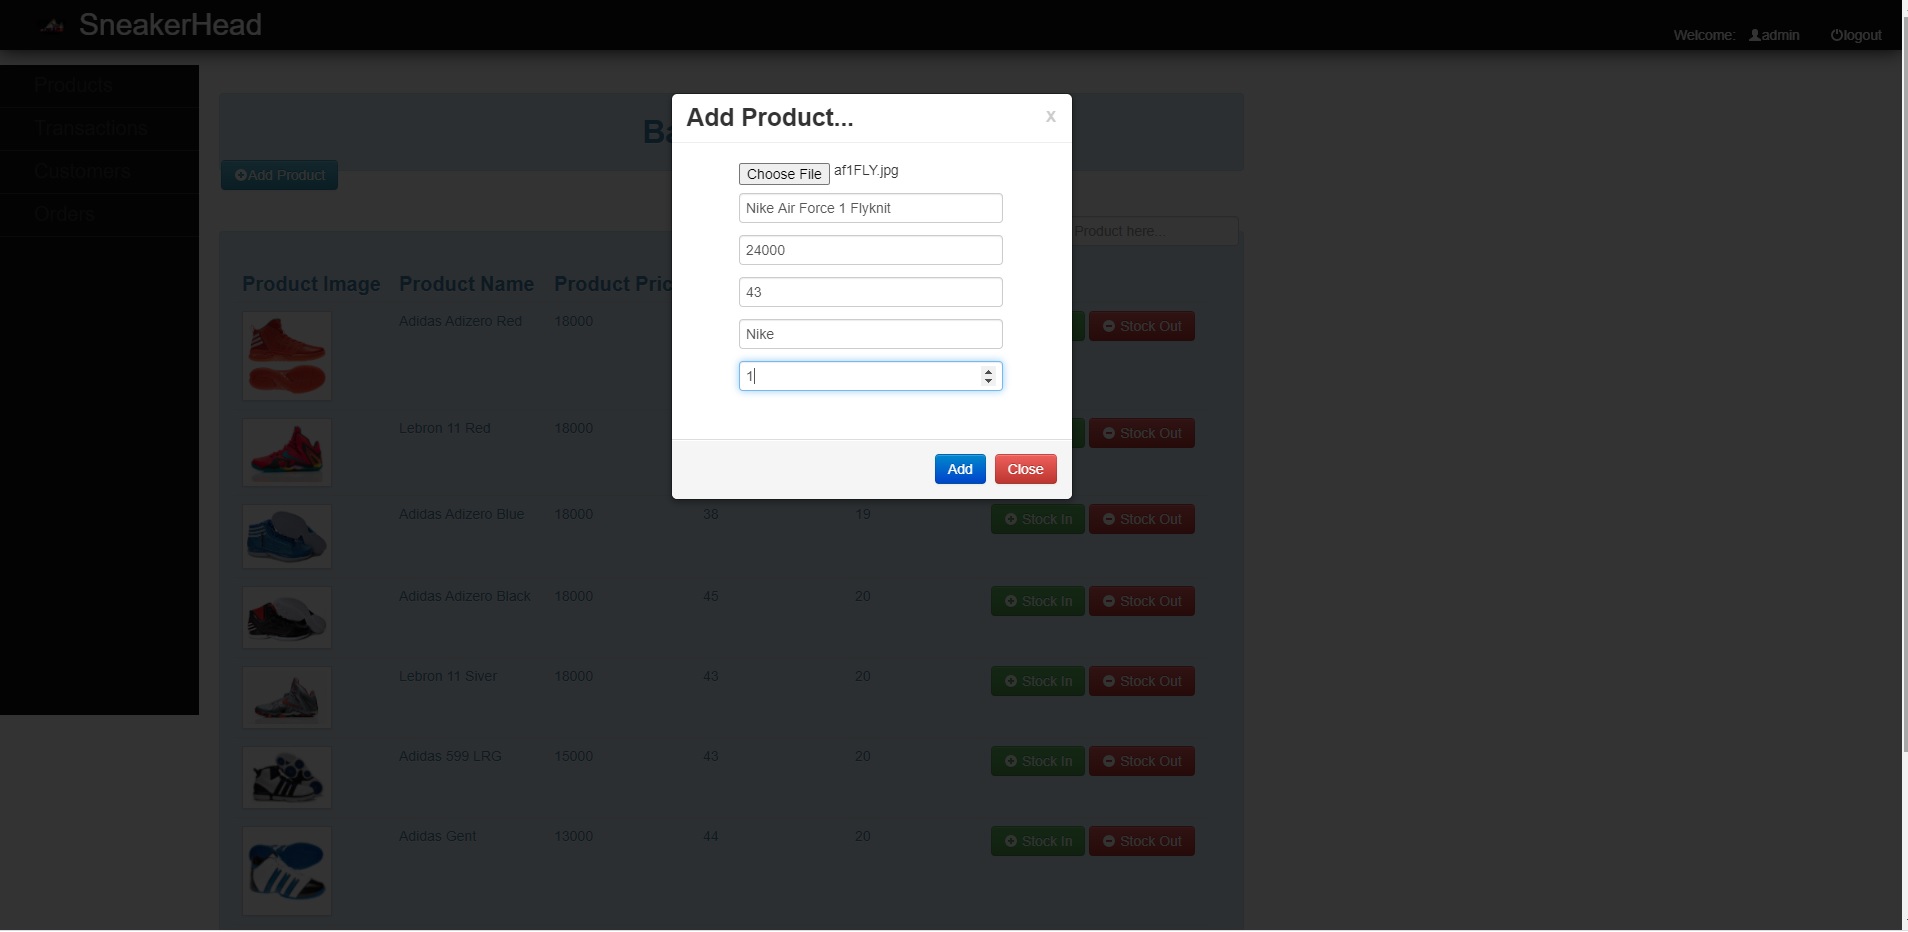 SneakerHead
Welcome: admin logout
Products
Transactions
Customers
Orders
Ba
Add Product
Add Product...
x
Choose File af1FLY.jpg
Nike Air Force 1 Flyknit
24000
43
Nike
1
Add Close
Product here...
Product Image Product Name Product Pric
Adidas Adizero Red 18000 Stock Out
Lebron 11 Red 18000 Stock Out
Adidas Adizero Blue 18000 38 19 Stock In Stock Out
Adidas Adizero Black 18000 45 20 Stock In Stock Out
Lebron 11 Siver 18000 43 20 Stock In Stock Out
Adidas 599 LRG 15000 43 20 Stock In Stock Out
Adidas Gent 13000 44 20 Stock In Stock Out